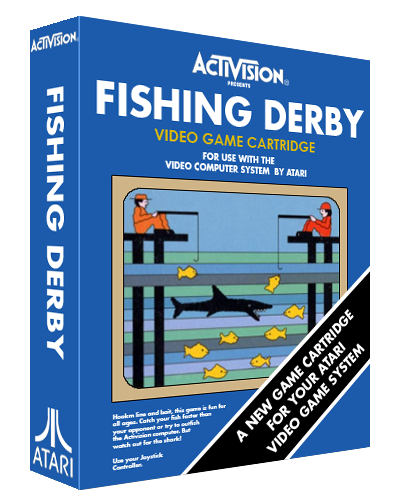 ACTIVISION
FISHING DERBY
ATARI
ACTIVISION®
PRESENTS
FISHING DERBY
VIDEO GAME CARTRIDGE
FOR USE WITH THE
VIDEO COMPUTER SYSTEM BY ATARI
Hook, line and bait, this game is fun for
all ages. Catch your fish faster than
your opponent or try to outfish
the Activision computer. But
watch out for the shark!
Use your Joystick
Controller.
A NEW GAME CARTRIDGE
FOR YOUR ATARI
VIDEO GAME SYSTEM